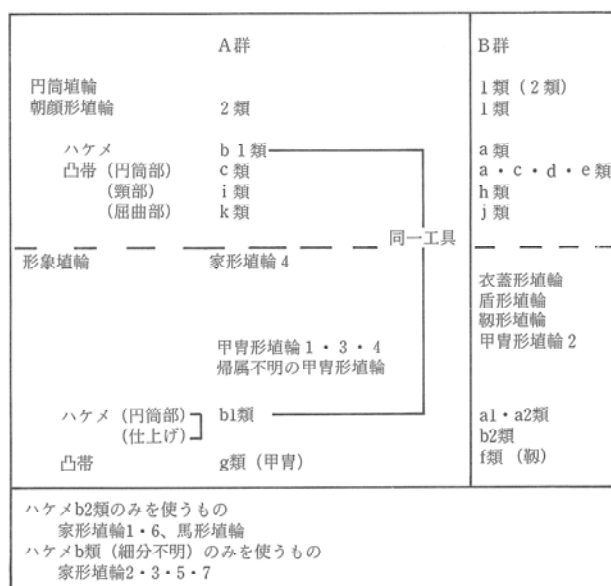 A群 B群
円筒埴輪 1類（2類）
朝顔形埴輪 2類 1類
ハケメ b 1類 a類
凸帯（円筒部） c類 a・c・d・e類
（頸部） i類 h類
（屈曲部） k類 j類
同一工具
形象埴輪 家形埴輪4
衣蓋形埴輪
盾形埴輪
靱形埴輪
甲冑形埴輪1・3・4 甲冑形埴輪2
帰属不明の甲冑形埴輪
ハケメ（円筒部） b1類 a1・a2類
（仕上げ） b2類
凸帯 g類（甲冑） f類（靱）
ハケメb2類のみを使うもの
家形埴輪1・6、馬形埴輪
ハケメb類（細分不明）のみを使うもの
家形埴輪2・3・5・7